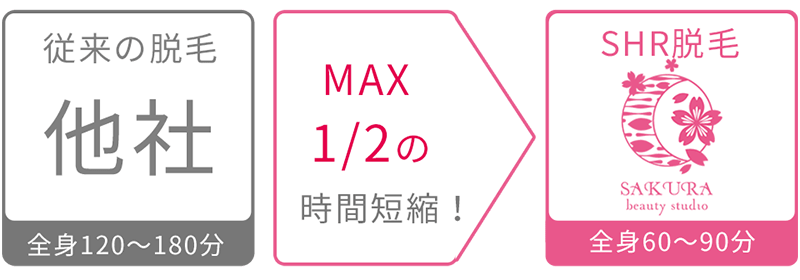 従来の脱毛
他社
全身120〜180分
MAX
1/2の
時間短縮！
SHR脱毛
SAKURA
beauty studio
全身60〜90分